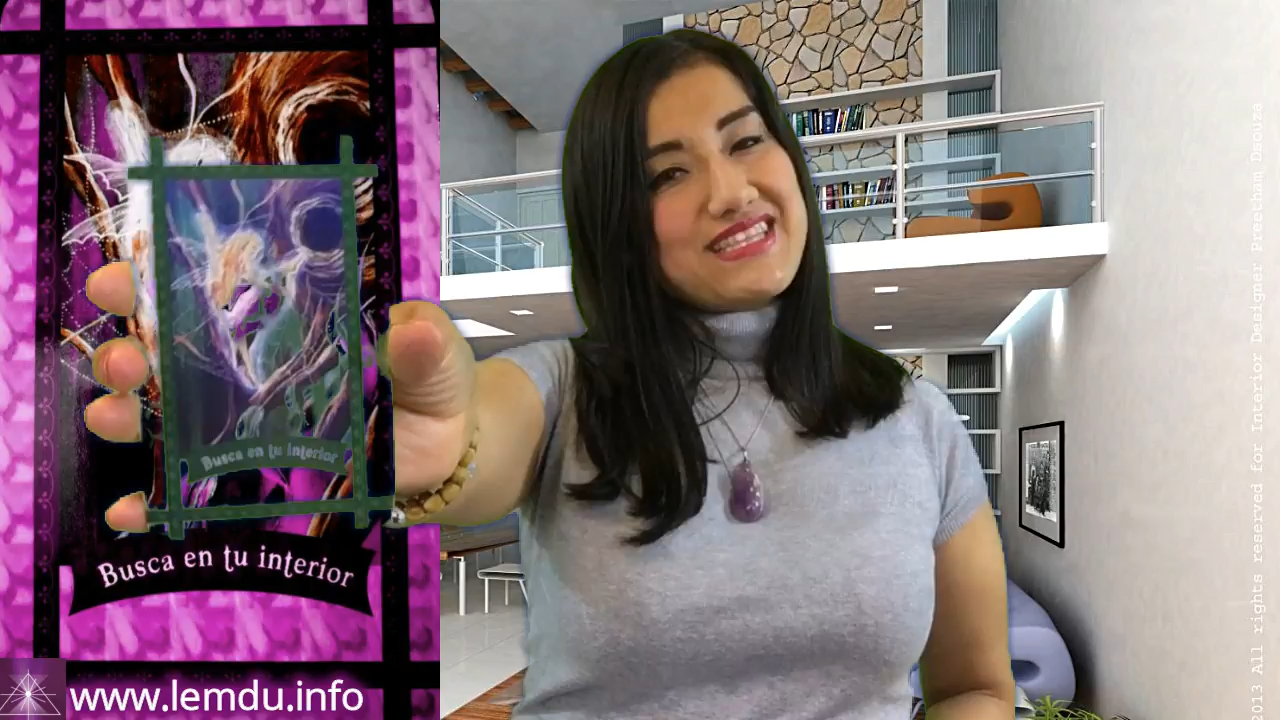 Busca en tu interior
Busca en tu interior
www.lemdu.info
2013 All rights reserved for Interior Designer Preetham Dsouza